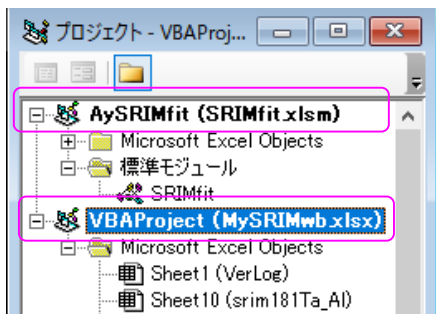 プロジェクト - VBAProj...
AySRIMfit (SRIMfit.xlsm)
Microsoft Excel Objects
標準モジュール
SRIMfit
VBAProject (MySRIMwb.xlsx)
Microsoft Excel Objects
Sheet1 (VerLog)
Sheet10 (srim181Ta_Al)